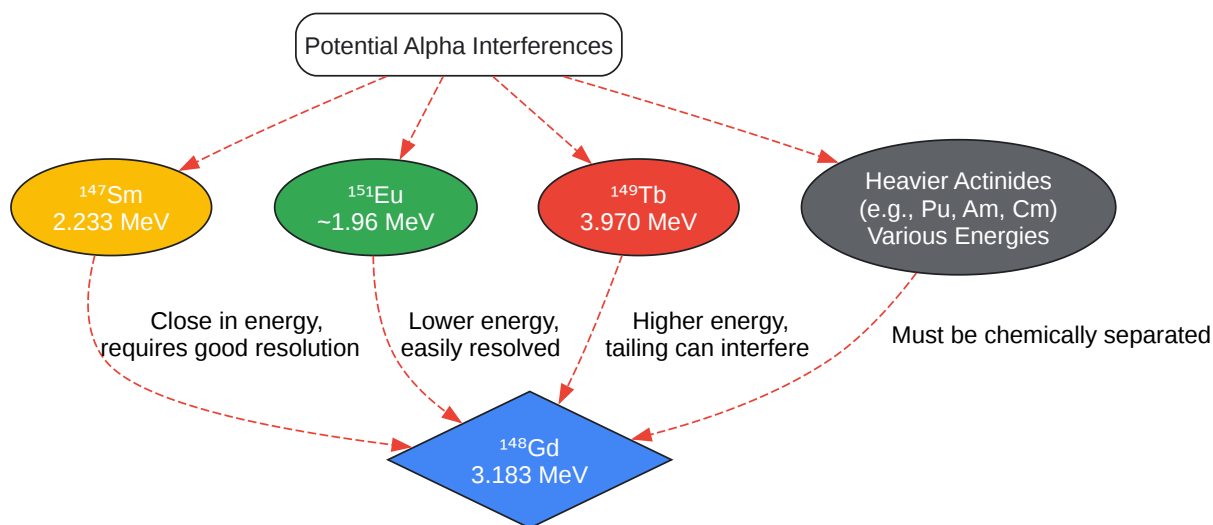 Potential Alpha Interferences
¹⁴⁷Sm
2.233 MeV
¹⁵¹Eu
~1.96 MeV
¹⁴⁹Tb
3.970 MeV
Heavier Actinides
(e.g., Pu, Am, Cm)
Various Energies
Close in energy,
requires good resolution
Lower energy,
easily resolved
Higher energy,
tailing can interfere
Must be chemically separated
¹⁴⁸Gd
3.183 MeV